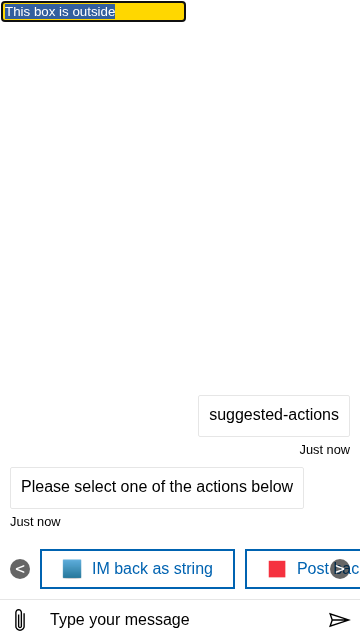 This box is outside
suggested-actions
Just now
Please select one of the actions below
Just now
< IM back as string Post >
Type your message